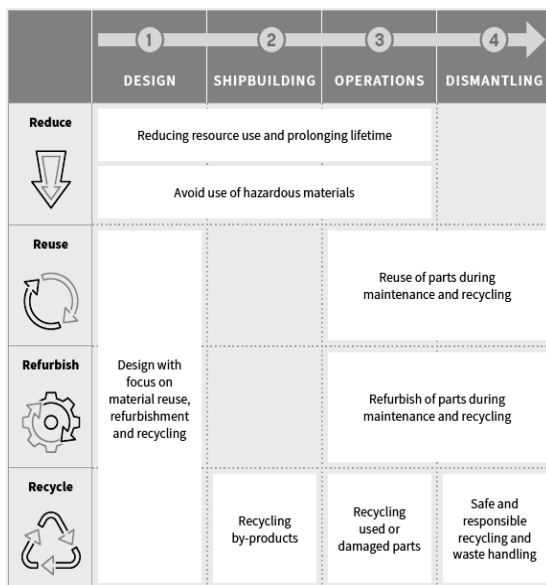 1
2
3
4
DESIGN
SHIPBUILDING
OPERATIONS
DISMANTLING
Reduce
Reducing resource use and prolonging lifetime
Avoid use of hazardous materials
Reuse
Reuse of parts during
maintenance and recycling
Design with
focus on
material reuse,
refurbishment
and recycling
Refurbish
Refurbish of parts during
maintenance and recycling
Recycle
Recycling
by-products
Recycling
used or
damaged parts
Safe and
responsible
recycling and
waste handling